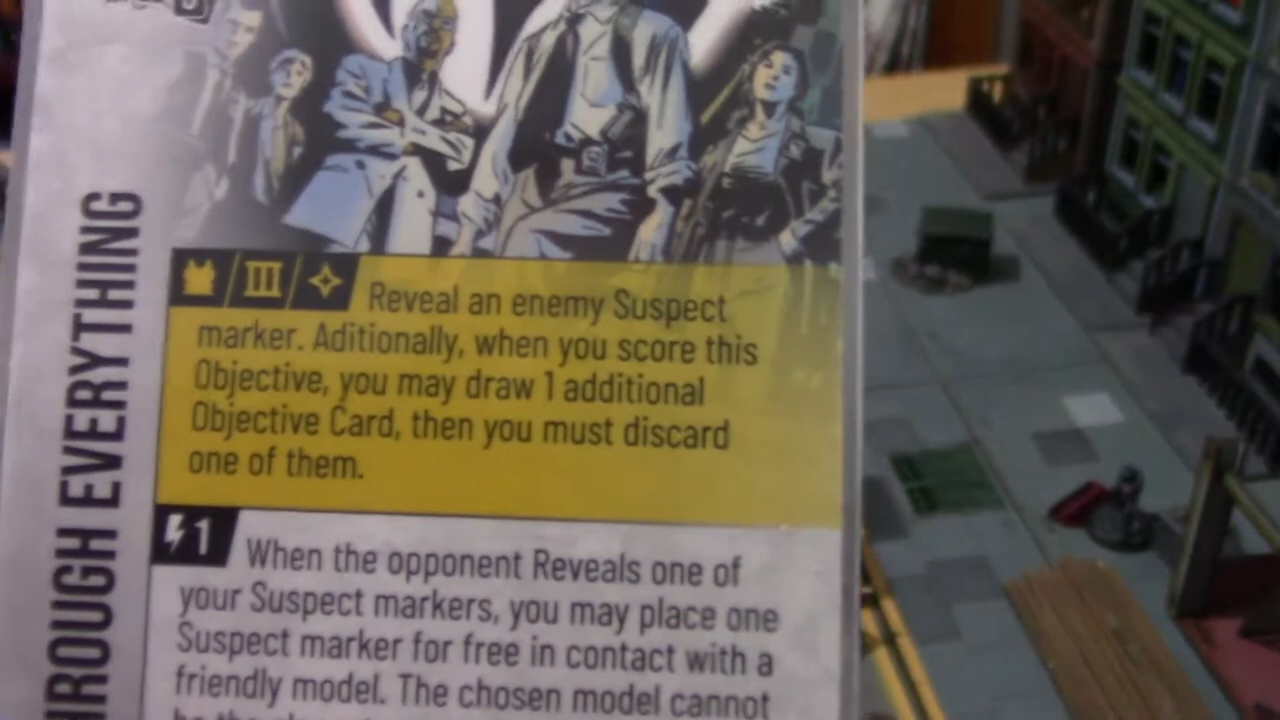 HROUGH EVERYTHING
Reveal an enemy Suspect
marker. Aditionally, when you score this
Objective, you may draw 1 additional
Objective Card, then you must discard
one of them.
1 When the opponent Reveals one of
your Suspect markers, you may place one
Suspect marker for free in contact with a
friendly model. The chosen model cannot